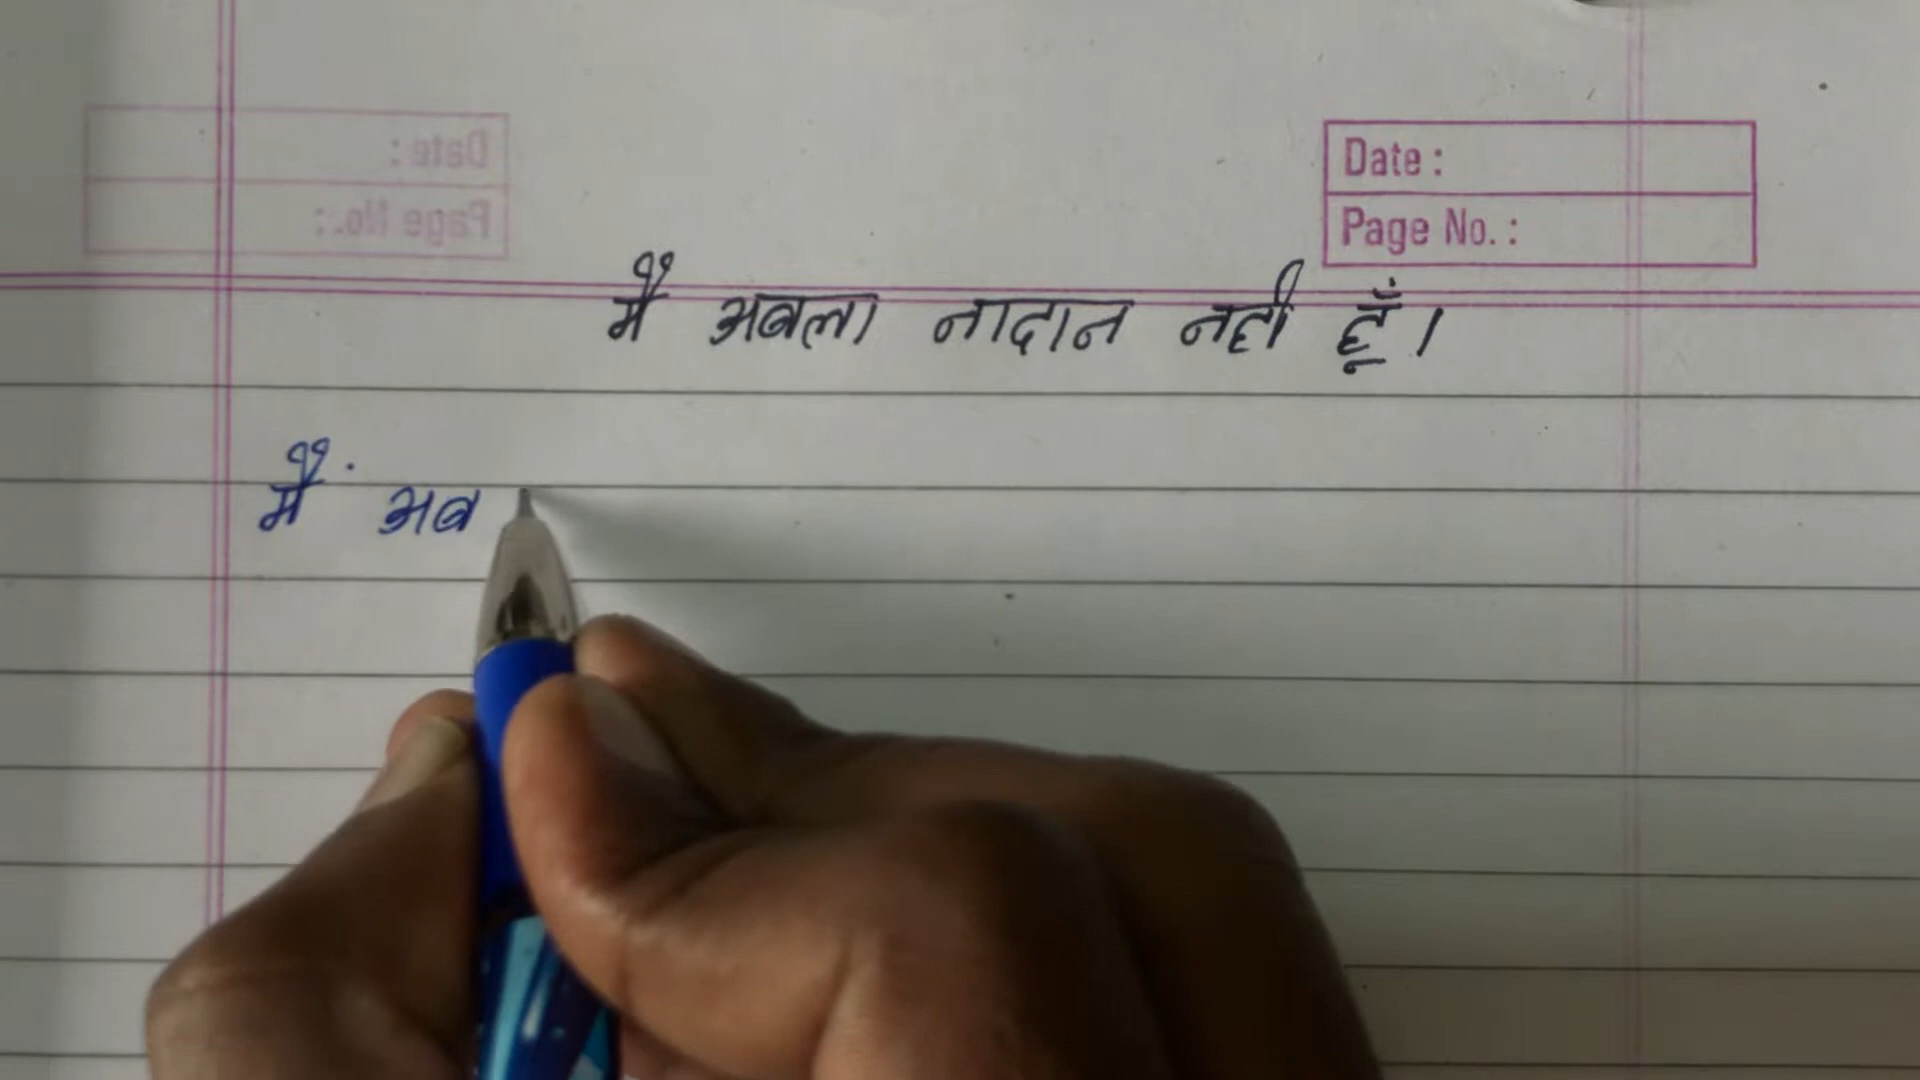 Date :
Page No. :
मैं अबला नादान नहीं हूँ।
मैं अब